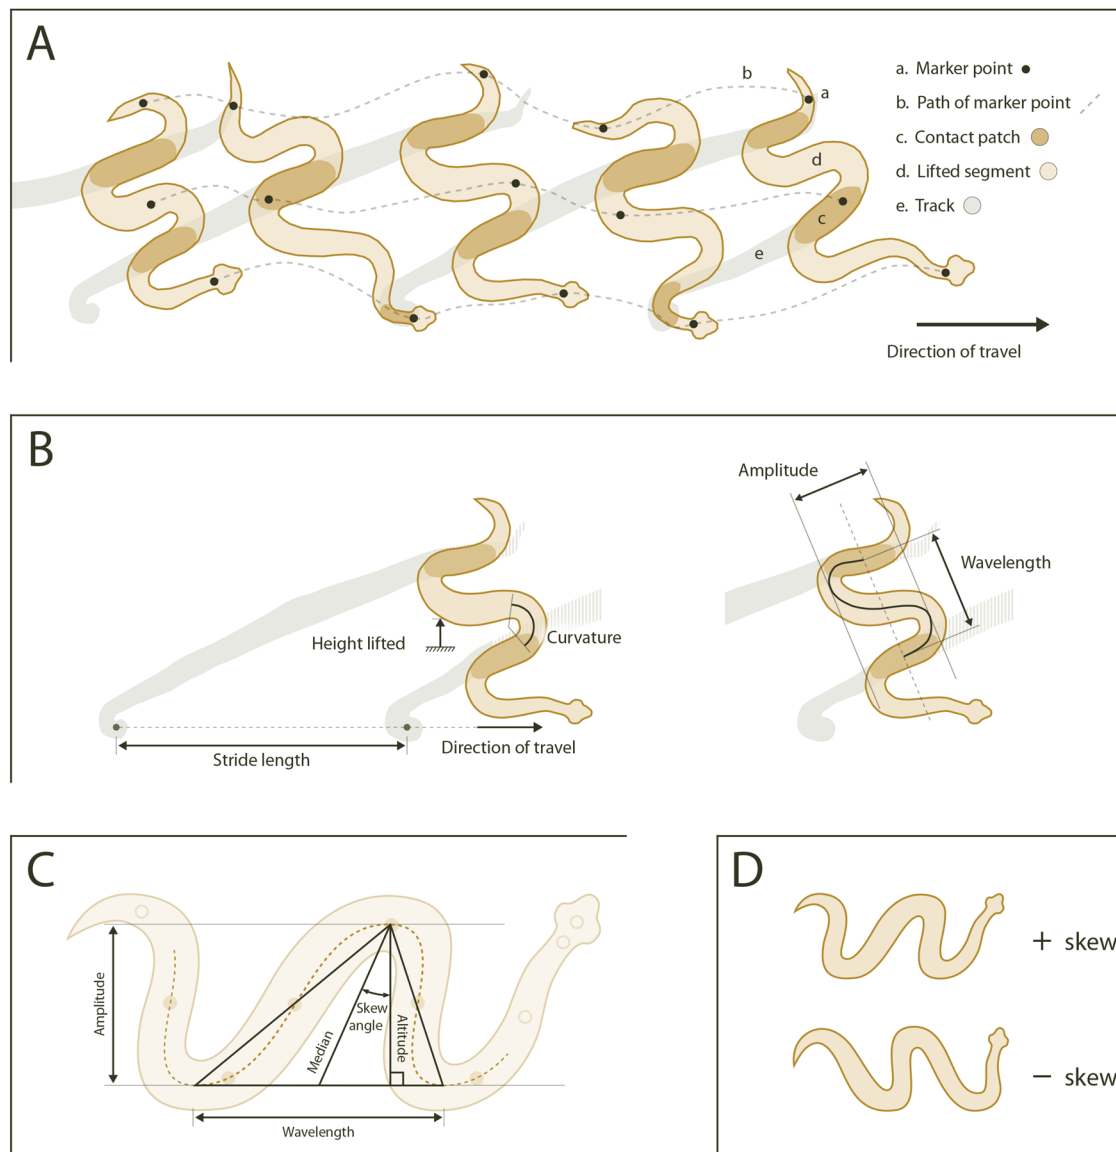 A
a. Marker point
b. Path of marker point
c. Contact patch
d. Lifted segment
e. Track
b
a
d
c
e
Direction of travel
B
Height lifted
Curvature
Direction of travel
Stride length
Amplitude
Wavelength
C
Amplitude
Skew
angle
Median
Altitude
Wavelength
D
+ skew
− skew